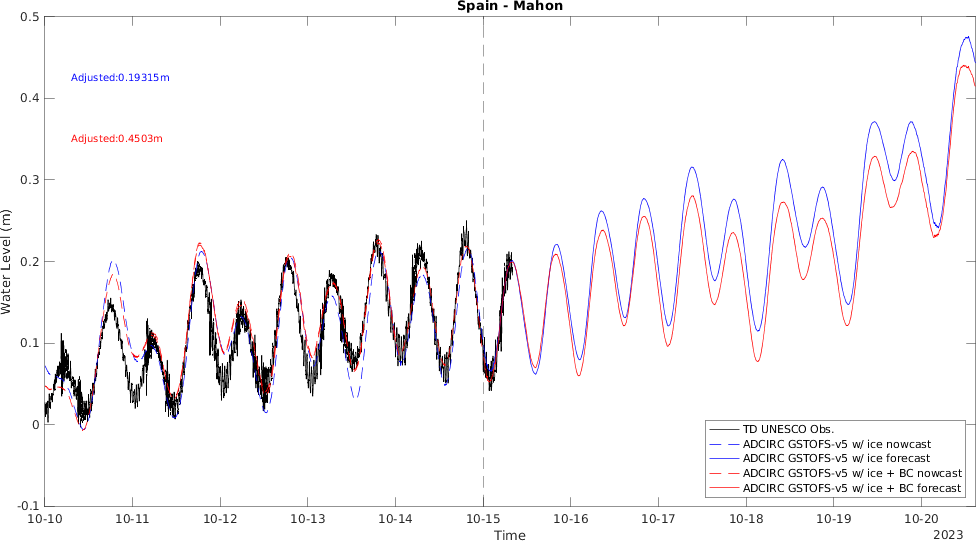 Spain - Mahon
0.5
0.4
0.3
0.2
0.1
0
-0.1
Water Level (m)
Adjusted:0.19315m
Adjusted:0.4503m
TD UNESCO Obs.
ADCIRC GSTOFS-v5 w/ ice nowcast
ADCIRC GSTOFS-v5 w/ ice forecast
ADCIRC GSTOFS-v5 w/ ice + BC nowcast
ADCIRC GSTOFS-v5 w/ ice + BC forecast
10-10 10-11 10-12 10-13 10-14 10-15 10-16 10-17 10-18 10-19 10-20
Time
2023